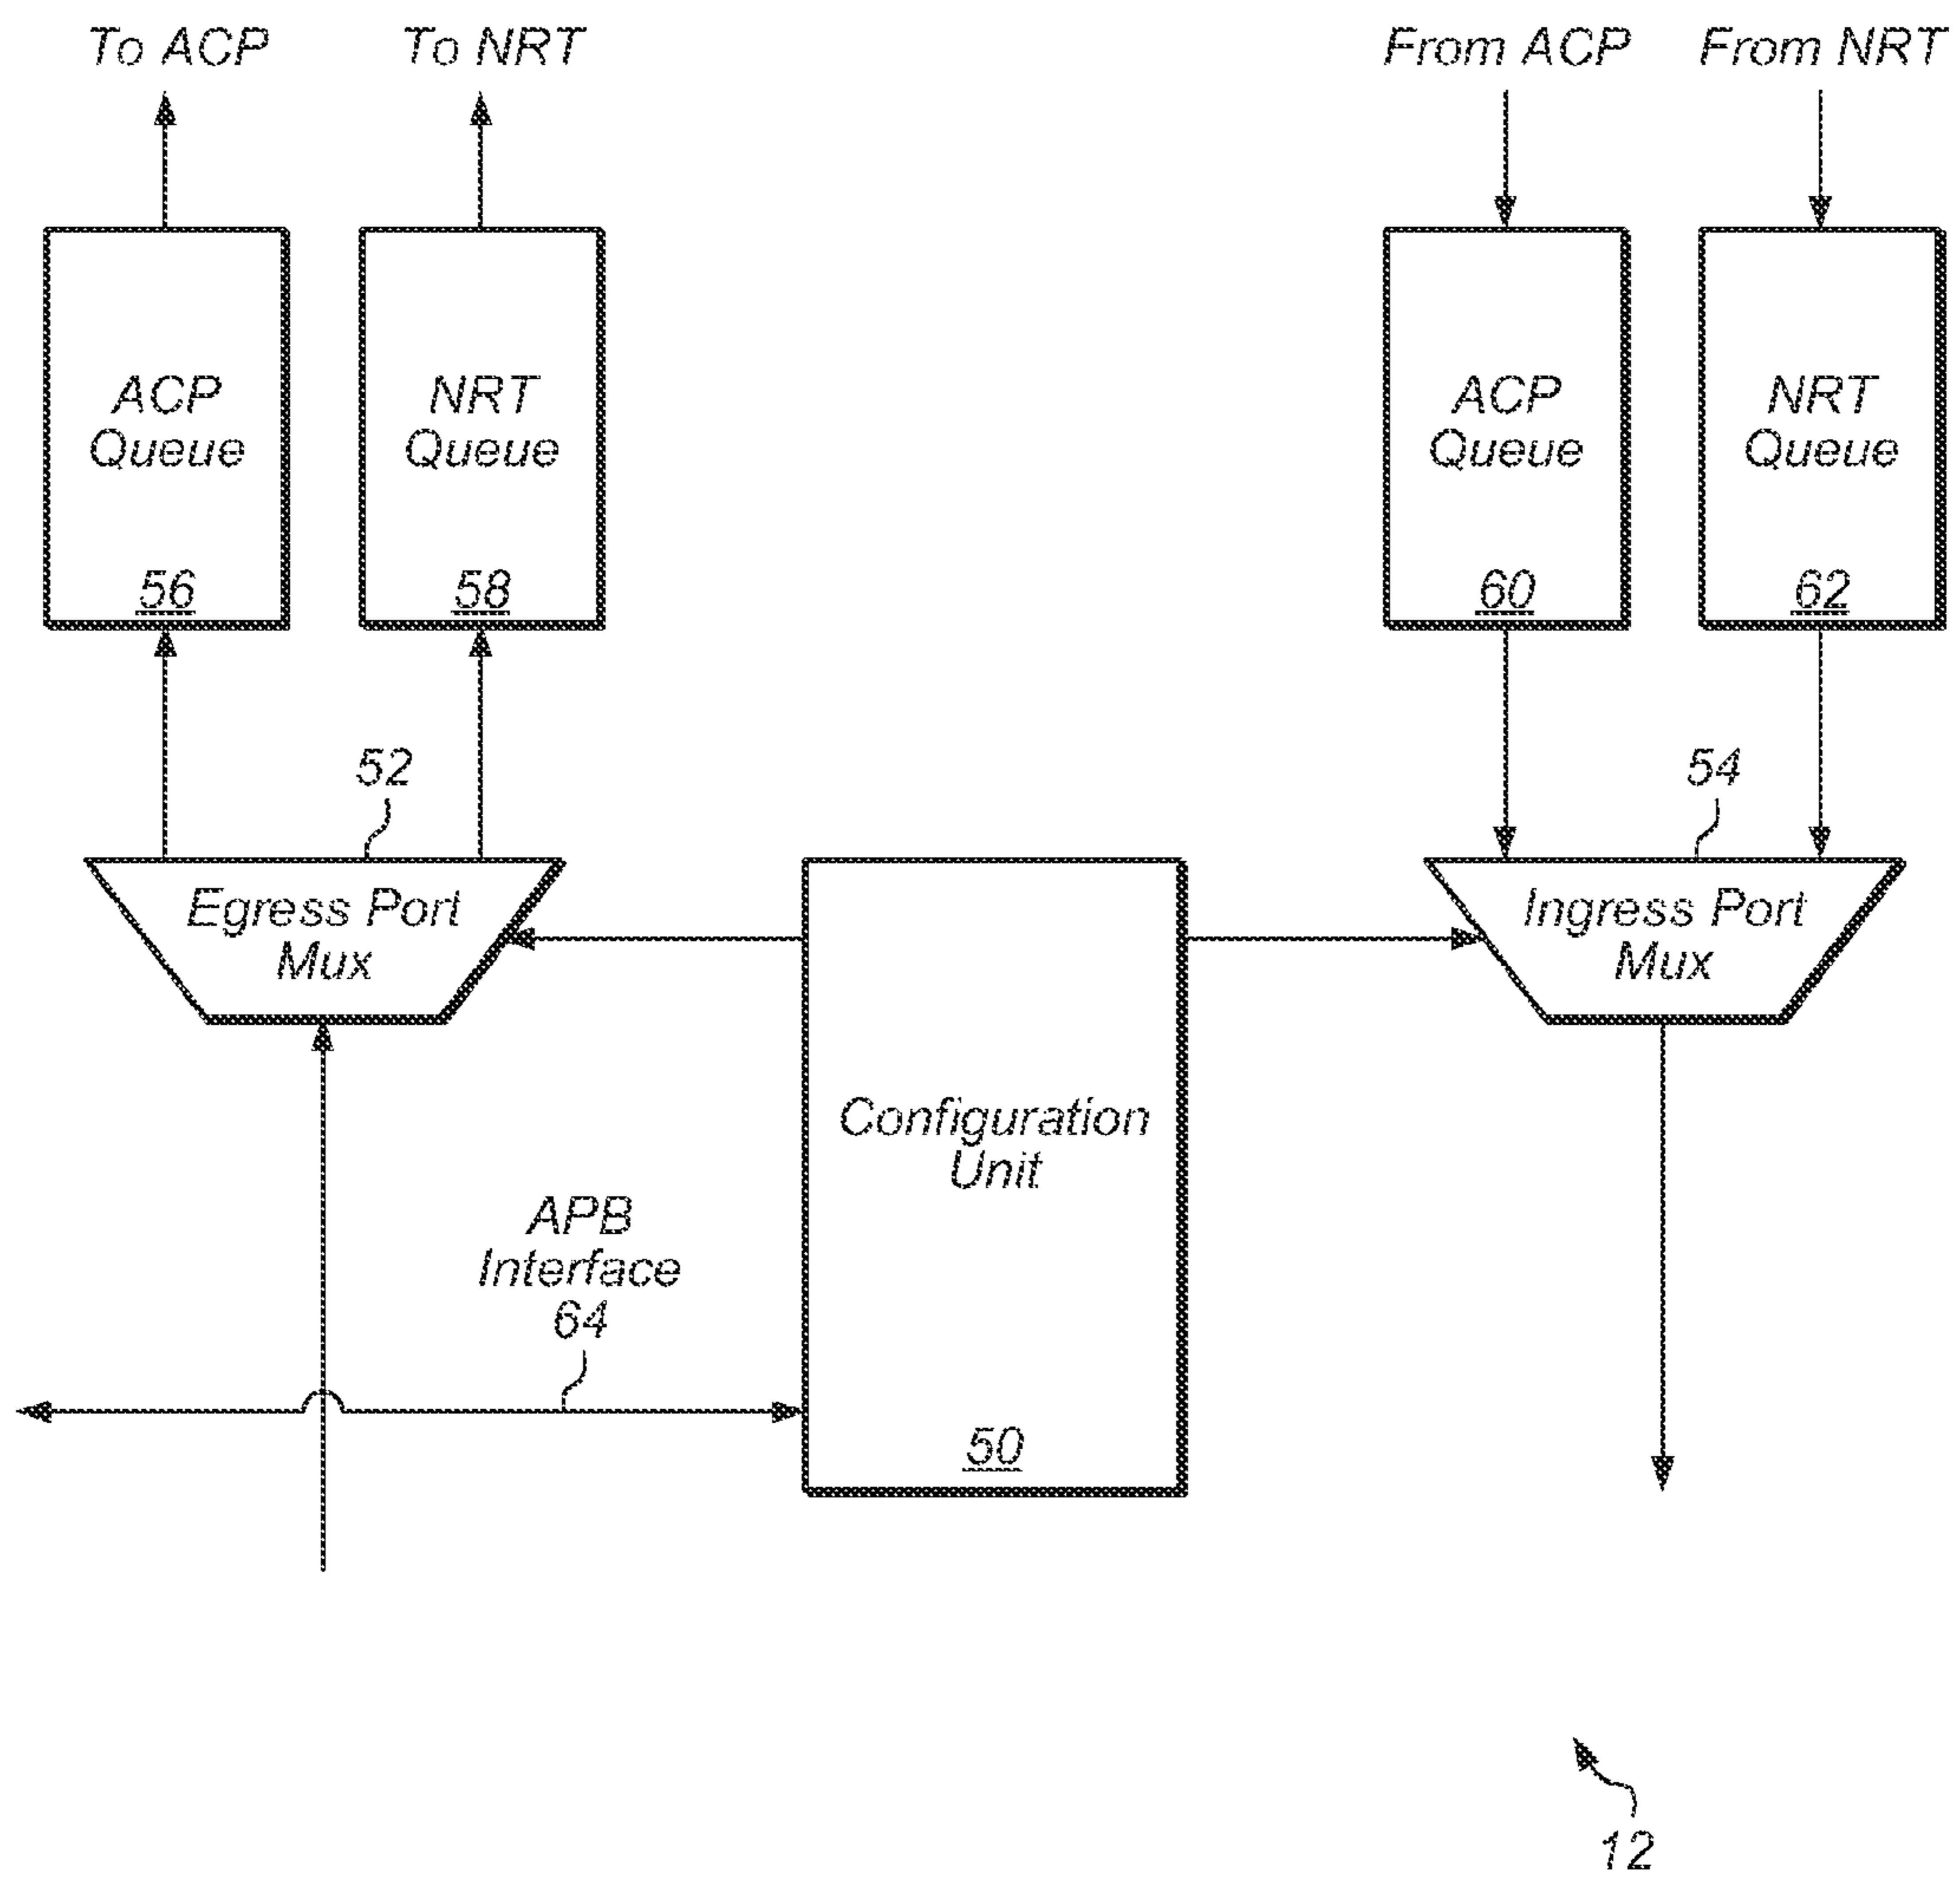 To ACP
To NRT
From ACP
From NRT
ACP
Queue
56
NRT
Queue
58
ACP
Queue
60
NRT
Queue
62
52
54
Egress Port
Mux
Ingress Port
Mux
Configuration
Unit
50
APB
Interface
64
12